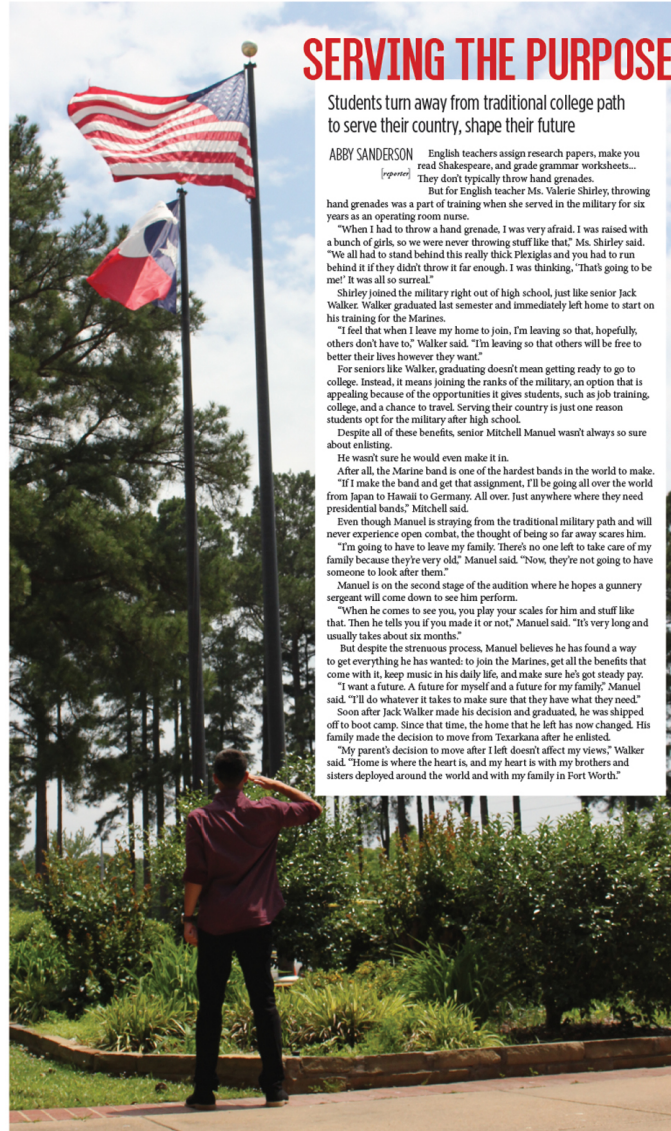 SERVING THE PURPOSE
Students turn away from traditional college path
to serve their country, shape their future
ABBY SANDERSON
[reporter]
English teachers assign research papers, make you
read Shakespeare, and grade grammar worksheets...
They don't typically throw hand grenades.
But for English teacher Ms. Valerie Shirley, throwing
hand grenades was a part of training when she served in the military for six
years as an operating room nurse.
“When I had to throw a hand grenade, I was very afraid. I was raised with
a bunch of girls, so we were never throwing stuff like that,” Ms. Shirley said.
“We all had to stand behind this really thick Plexiglas and you had to run
behind it if they didn't throw it far enough. I was thinking, ‘That's going to be
me!’ It was all so surreal.”
Shirley joined the military right out of high school, just like senior Jack
Walker. Walker graduated last semester and immediately left home to start on
his training for the Marines.
“I feel that when I leave my home to join, I'm leaving so that, hopefully,
others don't have to,” Walker said. “I'm leaving so that others will be free to
better their lives however they want.”
For seniors like Walker, graduating doesn't mean getting ready to go to
college. Instead, it means joining the ranks of the military, an option that is
appealing because of the opportunities it gives students, such as job training,
college, and a chance to travel. Serving their country is just one reason
students opt for the military after high school.
Despite all of these benefits, senior Mitchell Manuel wasn't always so sure
about enlisting.
He wasn't sure he would even make it in.
After all, the Marine band is one of the hardest bands in the world to make.
“If I make the band and get that assignment, I'll be going all over the world
from Japan to Hawaii to Germany. All over. Just anywhere where they need
presidential bands,” Mitchell said.
Even though Manuel is straying from the traditional military path and will
never experience open combat, the thought of being so far away scares him.
“I'm going to have to leave my family. There's no one left to take care of my
family because they're very old,” Manuel said. “Now, they're not going to have
someone to look after them.”
Manuel is on the second stage of the audition where he hopes a gunnery
sergeant will come down to see him perform.
“When he comes to see you, you play your scales for him and stuff like
that. Then he tells you if you made it or not,” Manuel said. “It's very long and
usually takes about six months.”
But despite the strenuous process, Manuel believes he has found a way
to get everything he has wanted: to join the Marines, get all the benefits that
come with it, keep music in his daily life, and make sure he's got steady pay.
“I want a future. A future for myself and a future for my family,” Manuel
said. “I'll do whatever it takes to make sure that they have what they need.”
Soon after Jack Walker made his decision and graduated, he was shipped
off to boot camp. Since that time, the home that he left has now changed. His
family made the decision to move from Texarkana after he enlisted.
“My parent's decision to move after I left doesn't affect my views,” Walker
said. “Home is where the heart is, and my heart is with my brothers and
sisters deployed around the world and with my family in Fort Worth.”